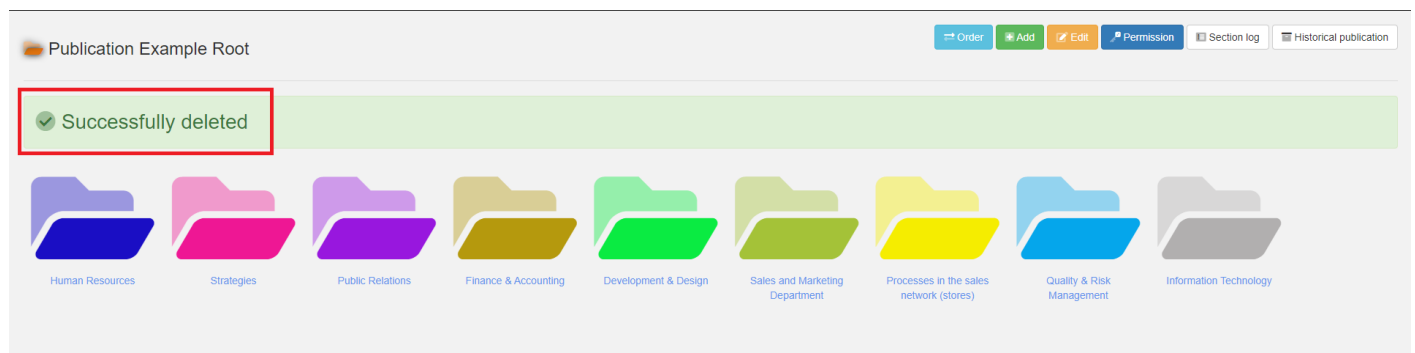 Publication Example Root
Order
Add
Edit
Permission
Section log
Historical publication
Successfully deleted
Human Resources
Strategies
Public Relations
Finance & Accounting
Development & Design
Sales and Marketing
Department
Processes in the sales
network (stores)
Quality & Risk
Management
Information Technology